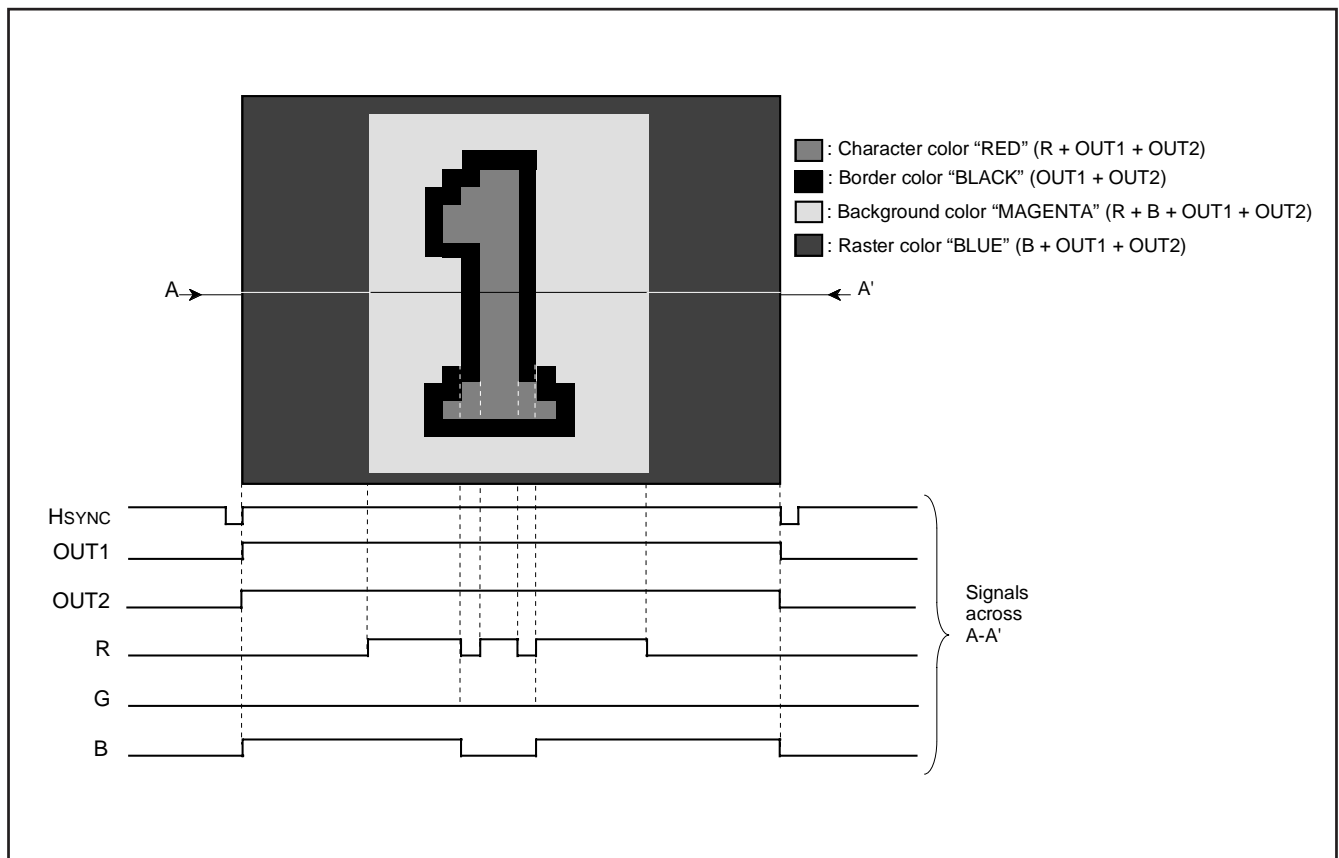 : Character color “RED” (R + OUT1 + OUT2)
: Border color “BLACK” (OUT1 + OUT2)
: Background color “MAGENTA” (R + B + OUT1 + OUT2)
: Raster color “BLUE” (B + OUT1 + OUT2)
A
A'
HSYNC
OUT1
OUT2
R
G
B
Signals
across
A-A'